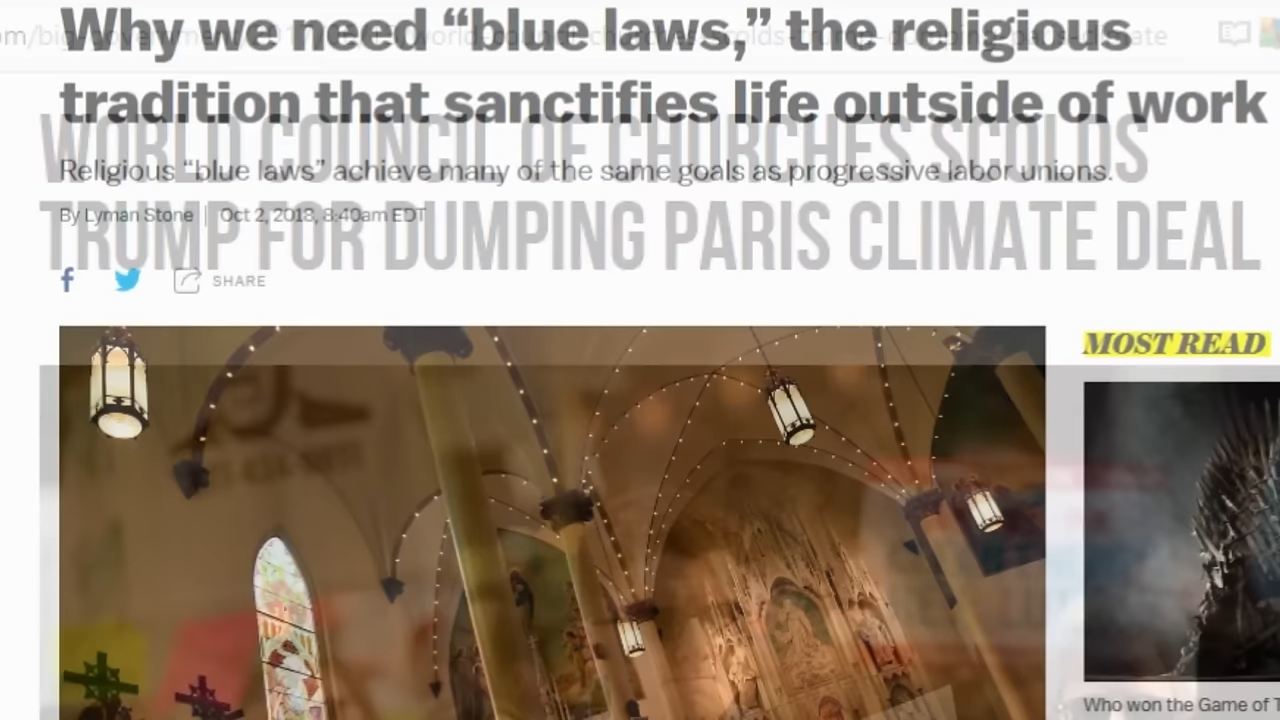 Why we need “blue laws,” the religious
tradition that sanctifies life outside of work
WORLD COUNCIL OF CHURCHES SCOLDS
Religious “blue laws” achieve many of the same goals as progressive labor unions.
By Lyman Stone | Oct 2, 2018, 8:40am EDT
TRUMP FOR DUMPING PARIS CLIMATE DEAL
SHARE
MOST READ
Who won the Game of